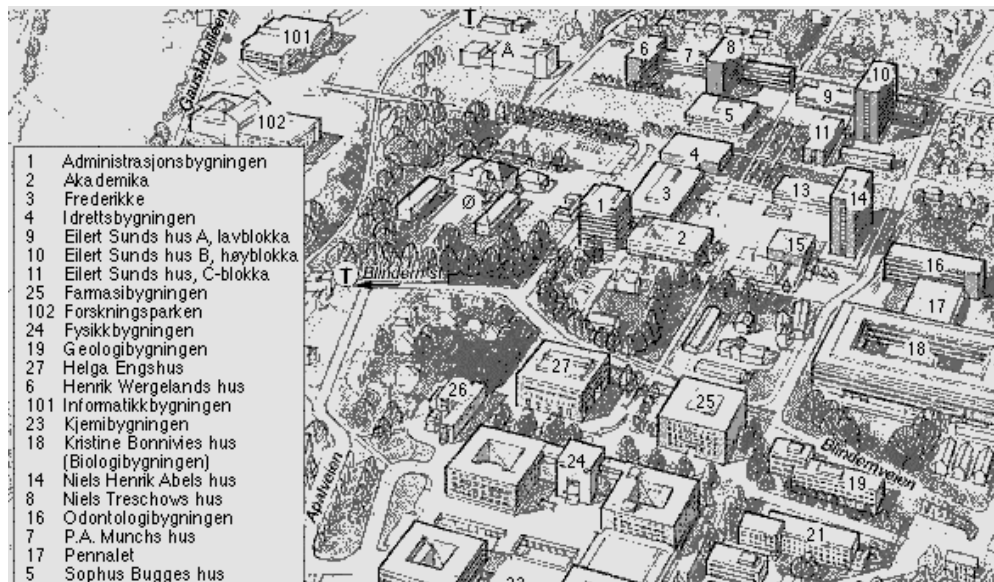 T
101
A
6
7
8
10
9
Gaustadalleen
102
5
11
4
1 Administrasjonsbygningen
2 Akademika
3 Frederikke
4 Idrettsbygningen
9 Eilert Sunds hus A, lavblokka
10 Eilert Sunds hus B, høyblokka
11 Eilert Sunds hus, C-blokka
25 Farmasibygningen
102 Forskningsparken
24 Fysikkbygningen
19 Geologibygningen
27 Helga Engshus
6 Henrik Wergelands hus
101 Informatikkbygningen
23 Kjemibygningen
18 Kristine Bonnivies hus
(Biologibygningen)
14 Niels Henrik Abels hus
8 Niels Treschows hus
16 Odontologibygningen
7 P.A. Munchs hus
17 Pennalet
5 Sophus Bugges hus
Ø
1
3
13
14
2
15
T Blindern st.
16
17
18
27
26
25
24
Blindernveien
19
Apalveien
21